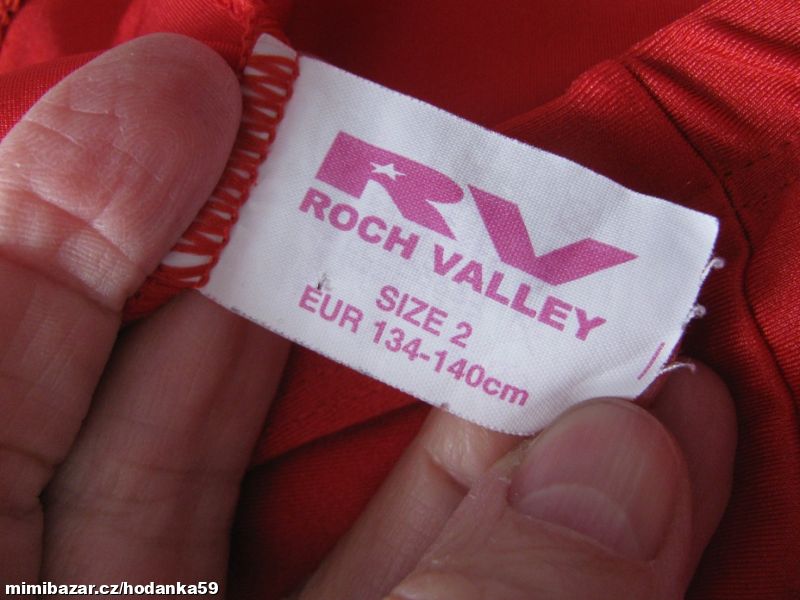 RV
ROCH VALLEY
SIZE 2
EUR 134-140cm
mimibazar.cz/hodanka59